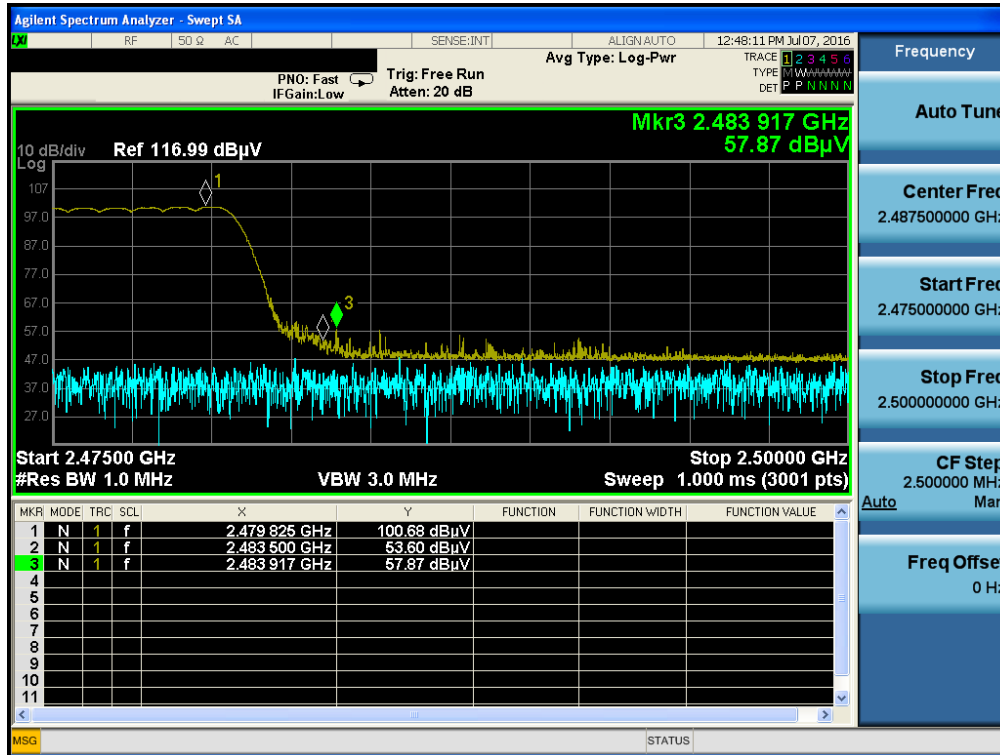 Agilent Spectrum Analyzer - Swept SA
LXI RF 50 Ω AC SENSE:INT ALIGN AUTO 12:48:11 PM Jul 07, 2016
Frequency
PNO: Fast
IFGain:Low
Trig: Free Run
Atten: 20 dB
Avg Type: Log-Pwr
TRACE 1 2 3 4 5 6
TYPE M W
DET P P N N N N
Auto Tune
Mkr3 2.483 917 GHz
57.87 dBµV
10 dB/div Ref 116.99 dBµV
Log
107
97.0
87.0
77.0
67.0
57.0
47.0
37.0
27.0
1
3
Center Freq
2.487500000 GHz
Start Freq
2.475000000 GHz
Stop Freq
2.500000000 GHz
Start 2.47500 GHz Stop 2.50000 GHz
#Res BW 1.0 MHz VBW 3.0 MHz Sweep 1.000 ms (3001 pts)
CF Step
2.500000 MHz
Auto Man
MKR MODE TRC SCL X Y FUNCTION FUNCTION WIDTH FUNCTION VALUE
1 N 1 f 2.479 825 GHz 100.68 dBµV
2 N 1 f 2.483 500 GHz 53.60 dBµV
3 N 1 f 2.483 917 GHz 57.87 dBµV
4
5
6
7
8
9
10
11
Freq Offset
0 Hz
MSG STATUS